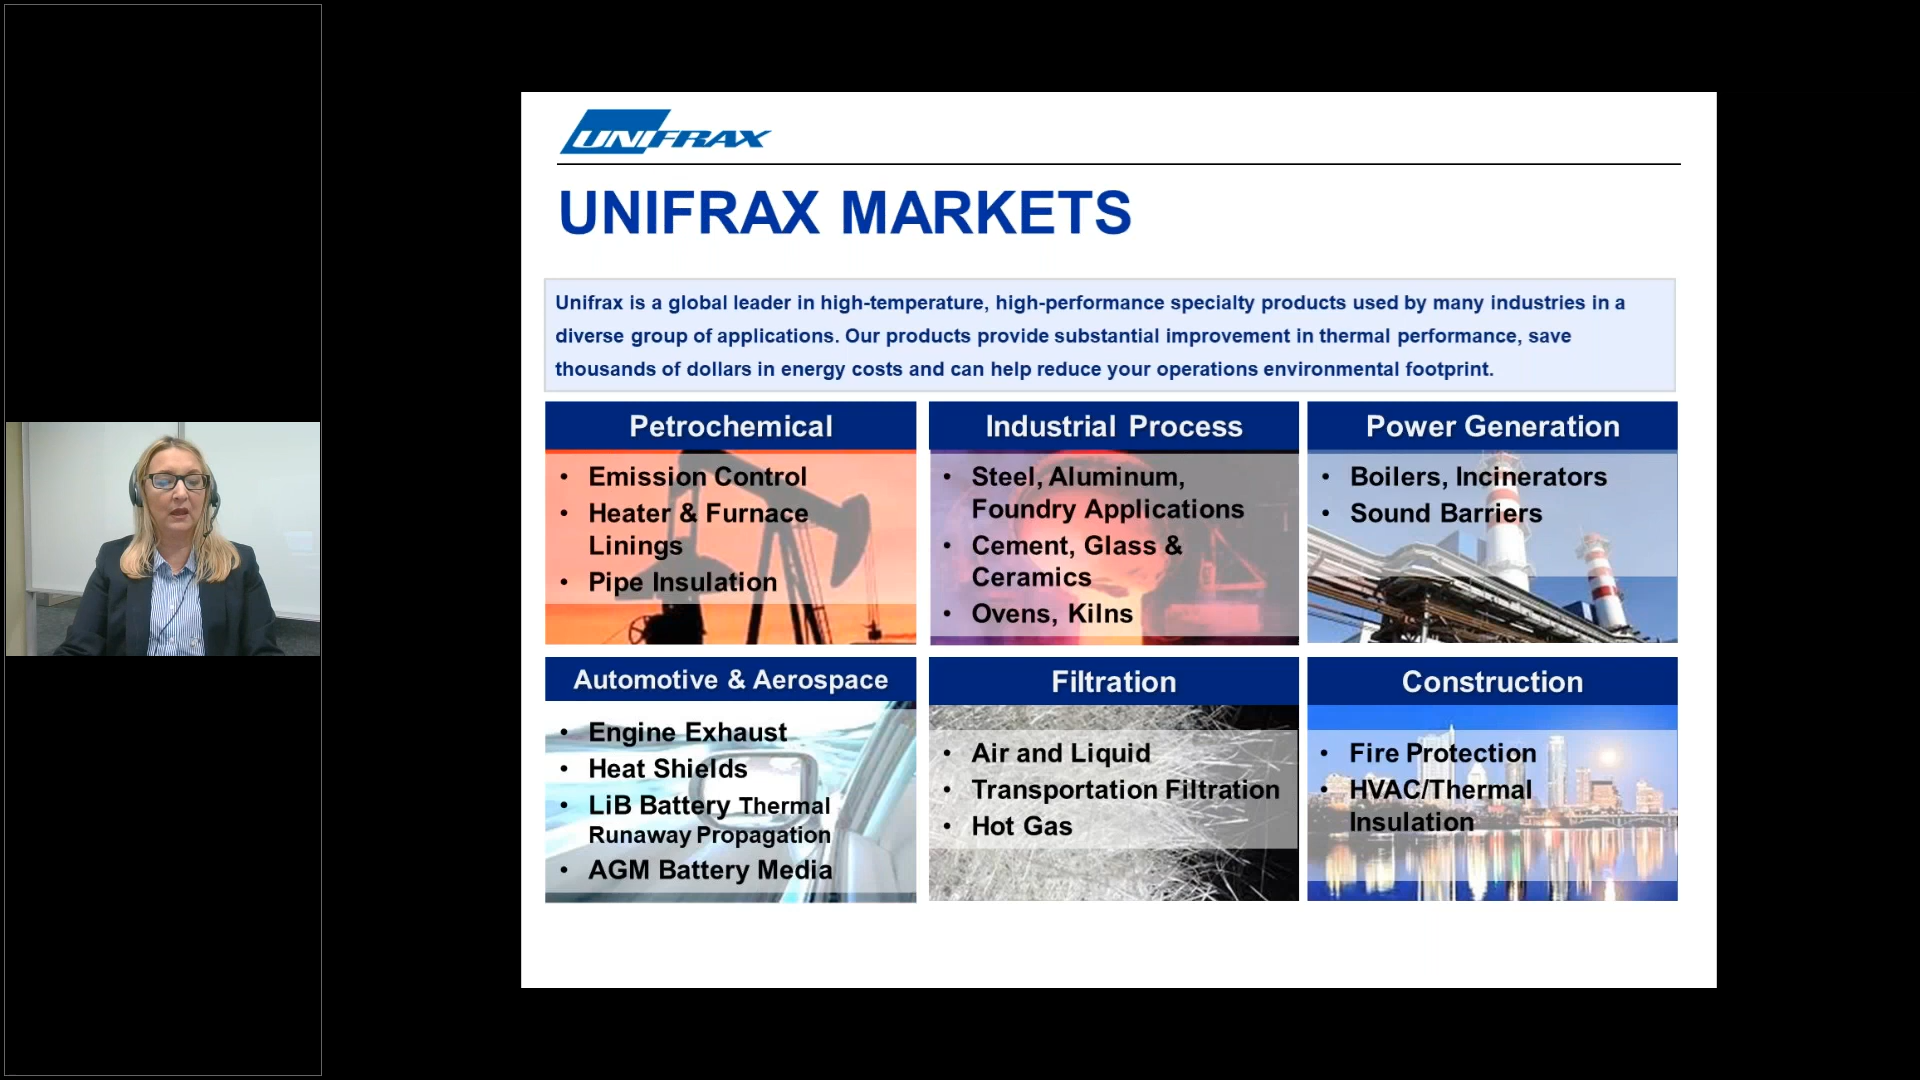 UNIFRAX
UNIFRAX MARKETS
Unifrax is a global leader in high-temperature, high-performance specialty products used by many industries in a
diverse group of applications. Our products provide substantial improvement in thermal performance, save
thousands of dollars in energy costs and can help reduce your operations environmental footprint.
Petrochemical
• Emission Control
• Heater & Furnace
Linings
• Pipe Insulation
Industrial Process
• Steel, Aluminum,
Foundry Applications
• Cement, Glass &
Ceramics
• Ovens, Kilns
Power Generation
• Boilers, Incinerators
• Sound Barriers
Automotive & Aerospace
• Engine Exhaust
• Heat Shields
• LiB Battery Thermal
Runaway Propagation
• AGM Battery Media
Filtration
• Air and Liquid
• Transportation Filtration
• Hot Gas
Construction
• Fire Protection
• HVAC/Thermal
Insulation